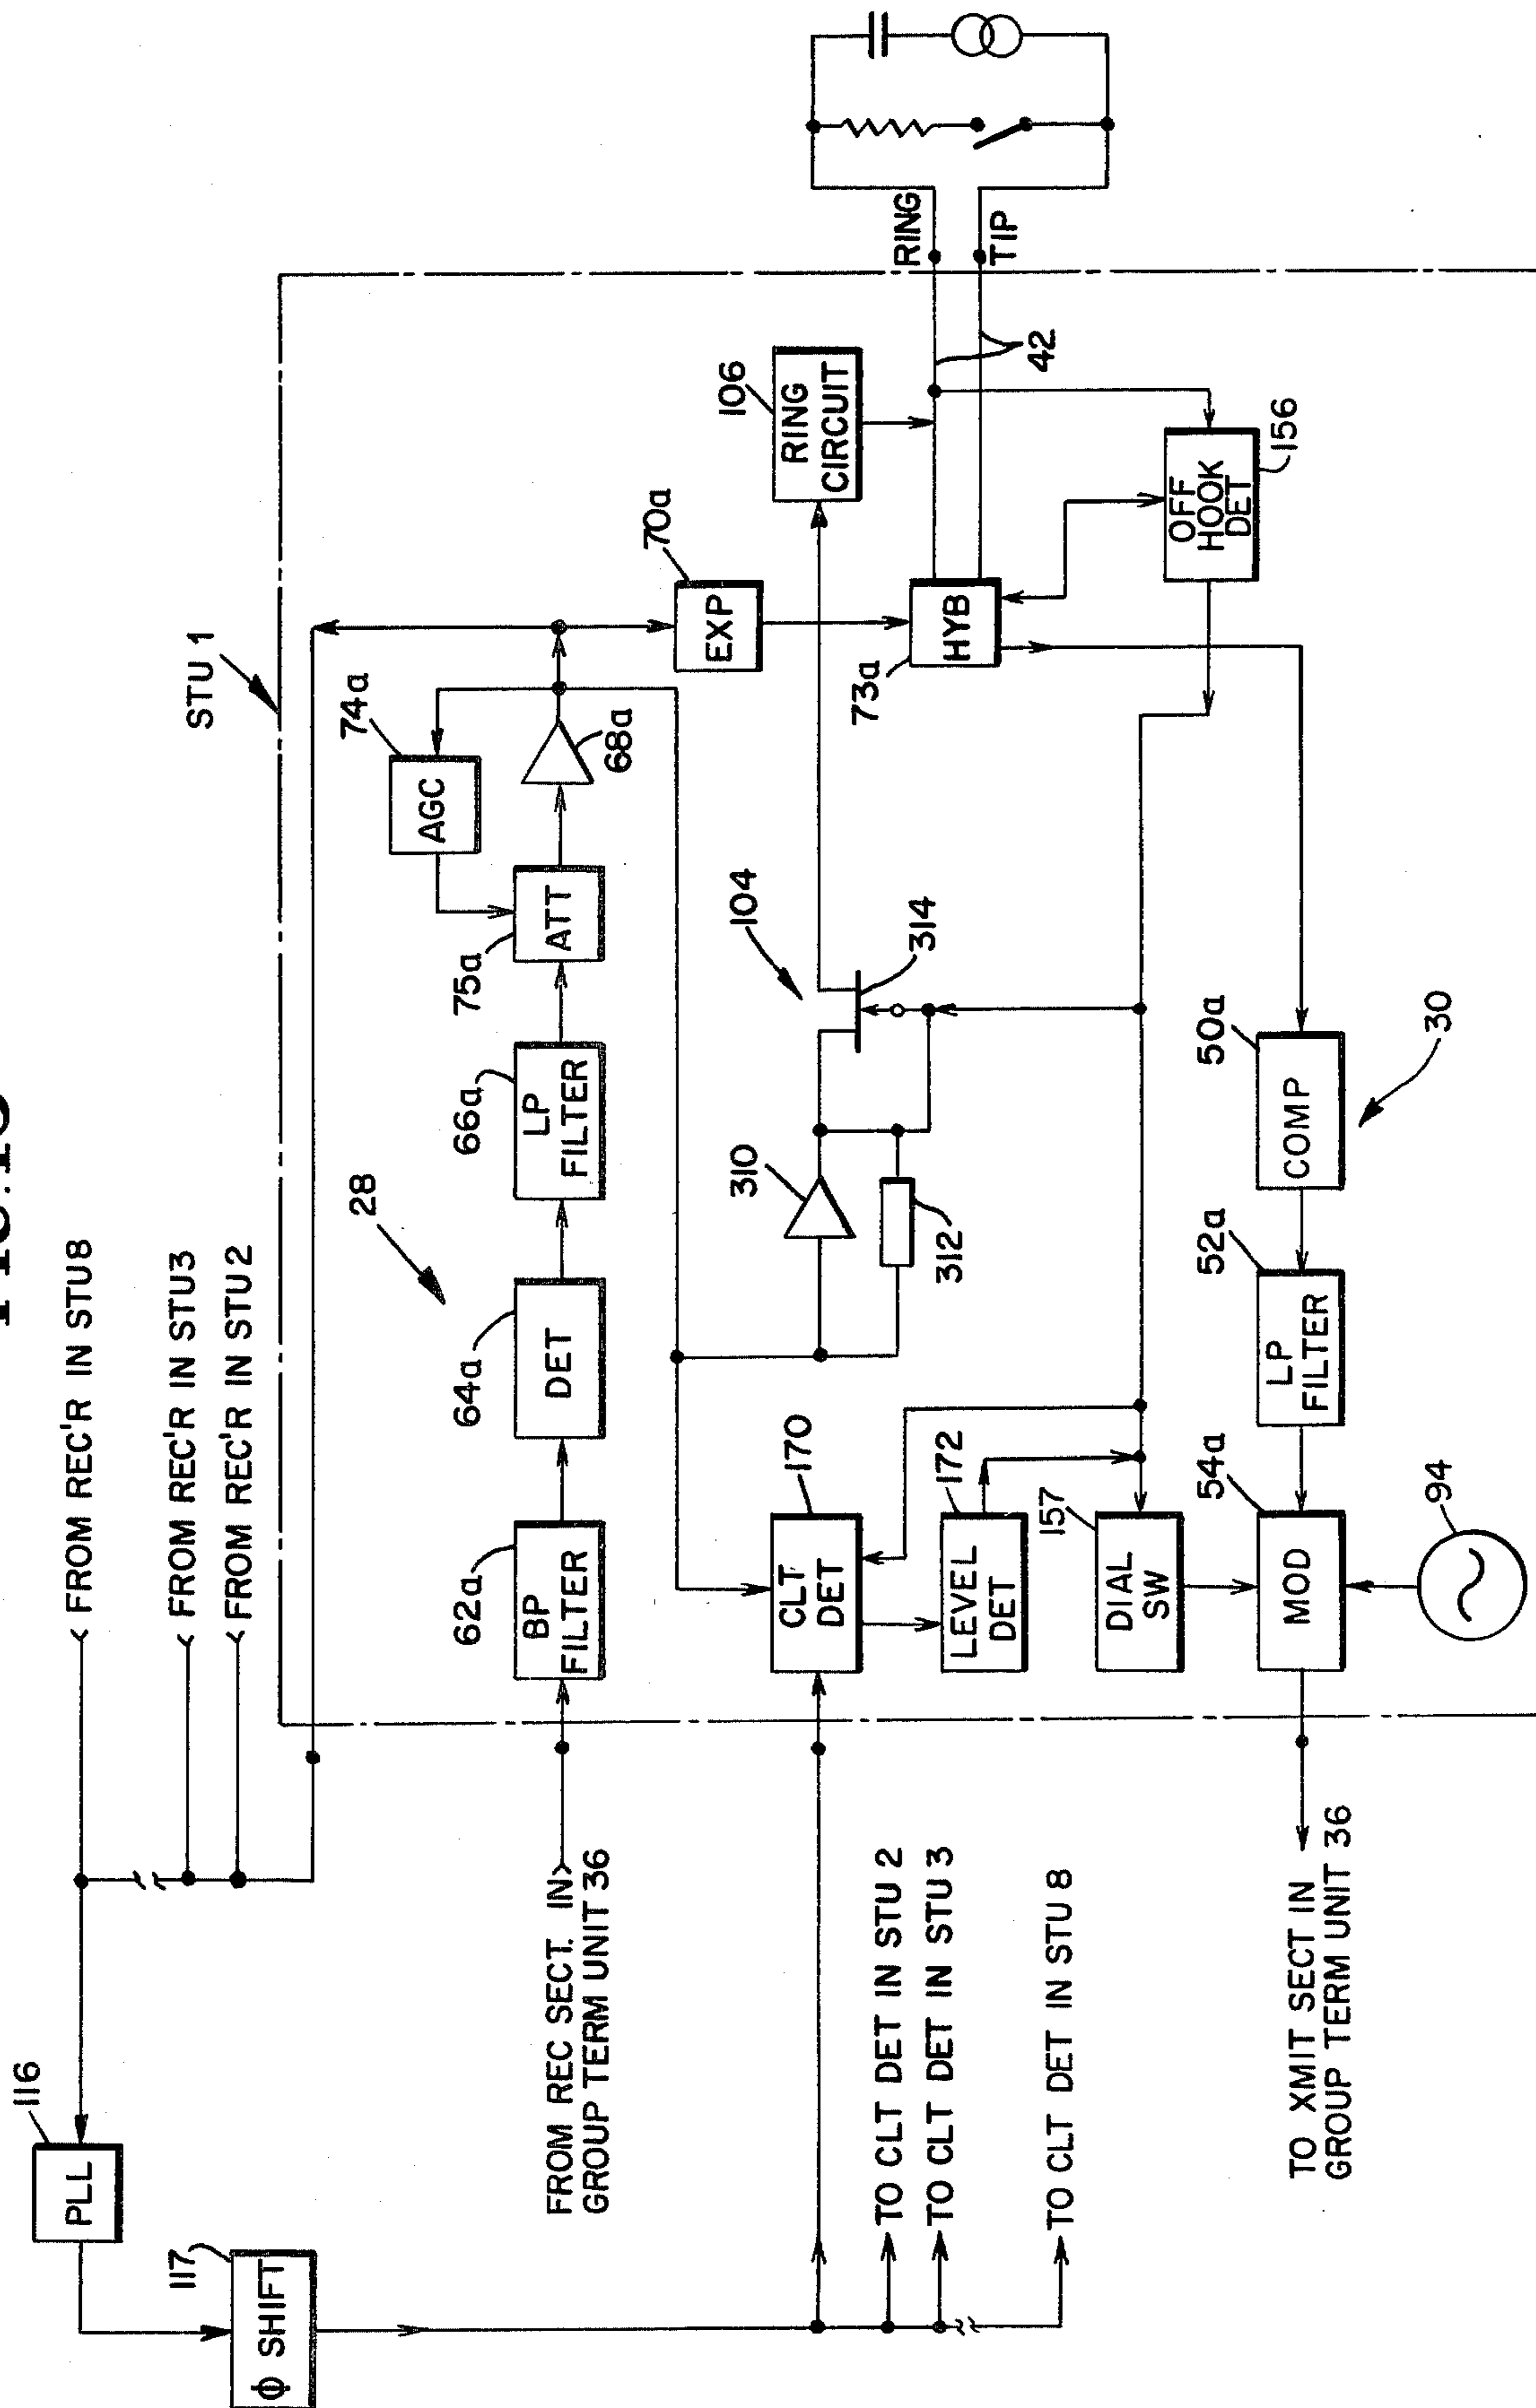 STU 1
< FROM REC'R IN STU8
< FROM REC'R IN STU3
< FROM REC'R IN STU 2
116
PLL
117
Φ SHIFT
28
FROM REC SECT. IN>
GROUP TERM UNIT 36
62a
BP
FILTER
64a
DET
66a
LP
FILTER
75a
ATT
74a
AGC
68a
70a
EXP
106
RING
CIRCUIT
RING
TIP
42
73a
HYB
OFF
HOOK
DET
156
104
314
310
312
170
CLT
DET
172
LEVEL
DET
157
DIAL
SW
TO CLT DET IN STU 2
TO CLT DET IN STU 3
TO CLT DET IN STU 8
30
50a
COMP
52a
LP
FILTER
54a
MOD
94
TO XMIT SECT IN
GROUP TERM UNIT 36